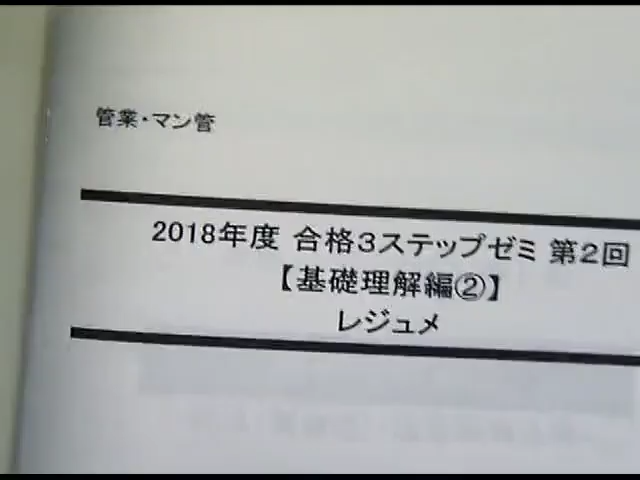 管業・マン管
2018年度 合格3ステップゼミ 第2回
【基礎理解編②】
レジュメ